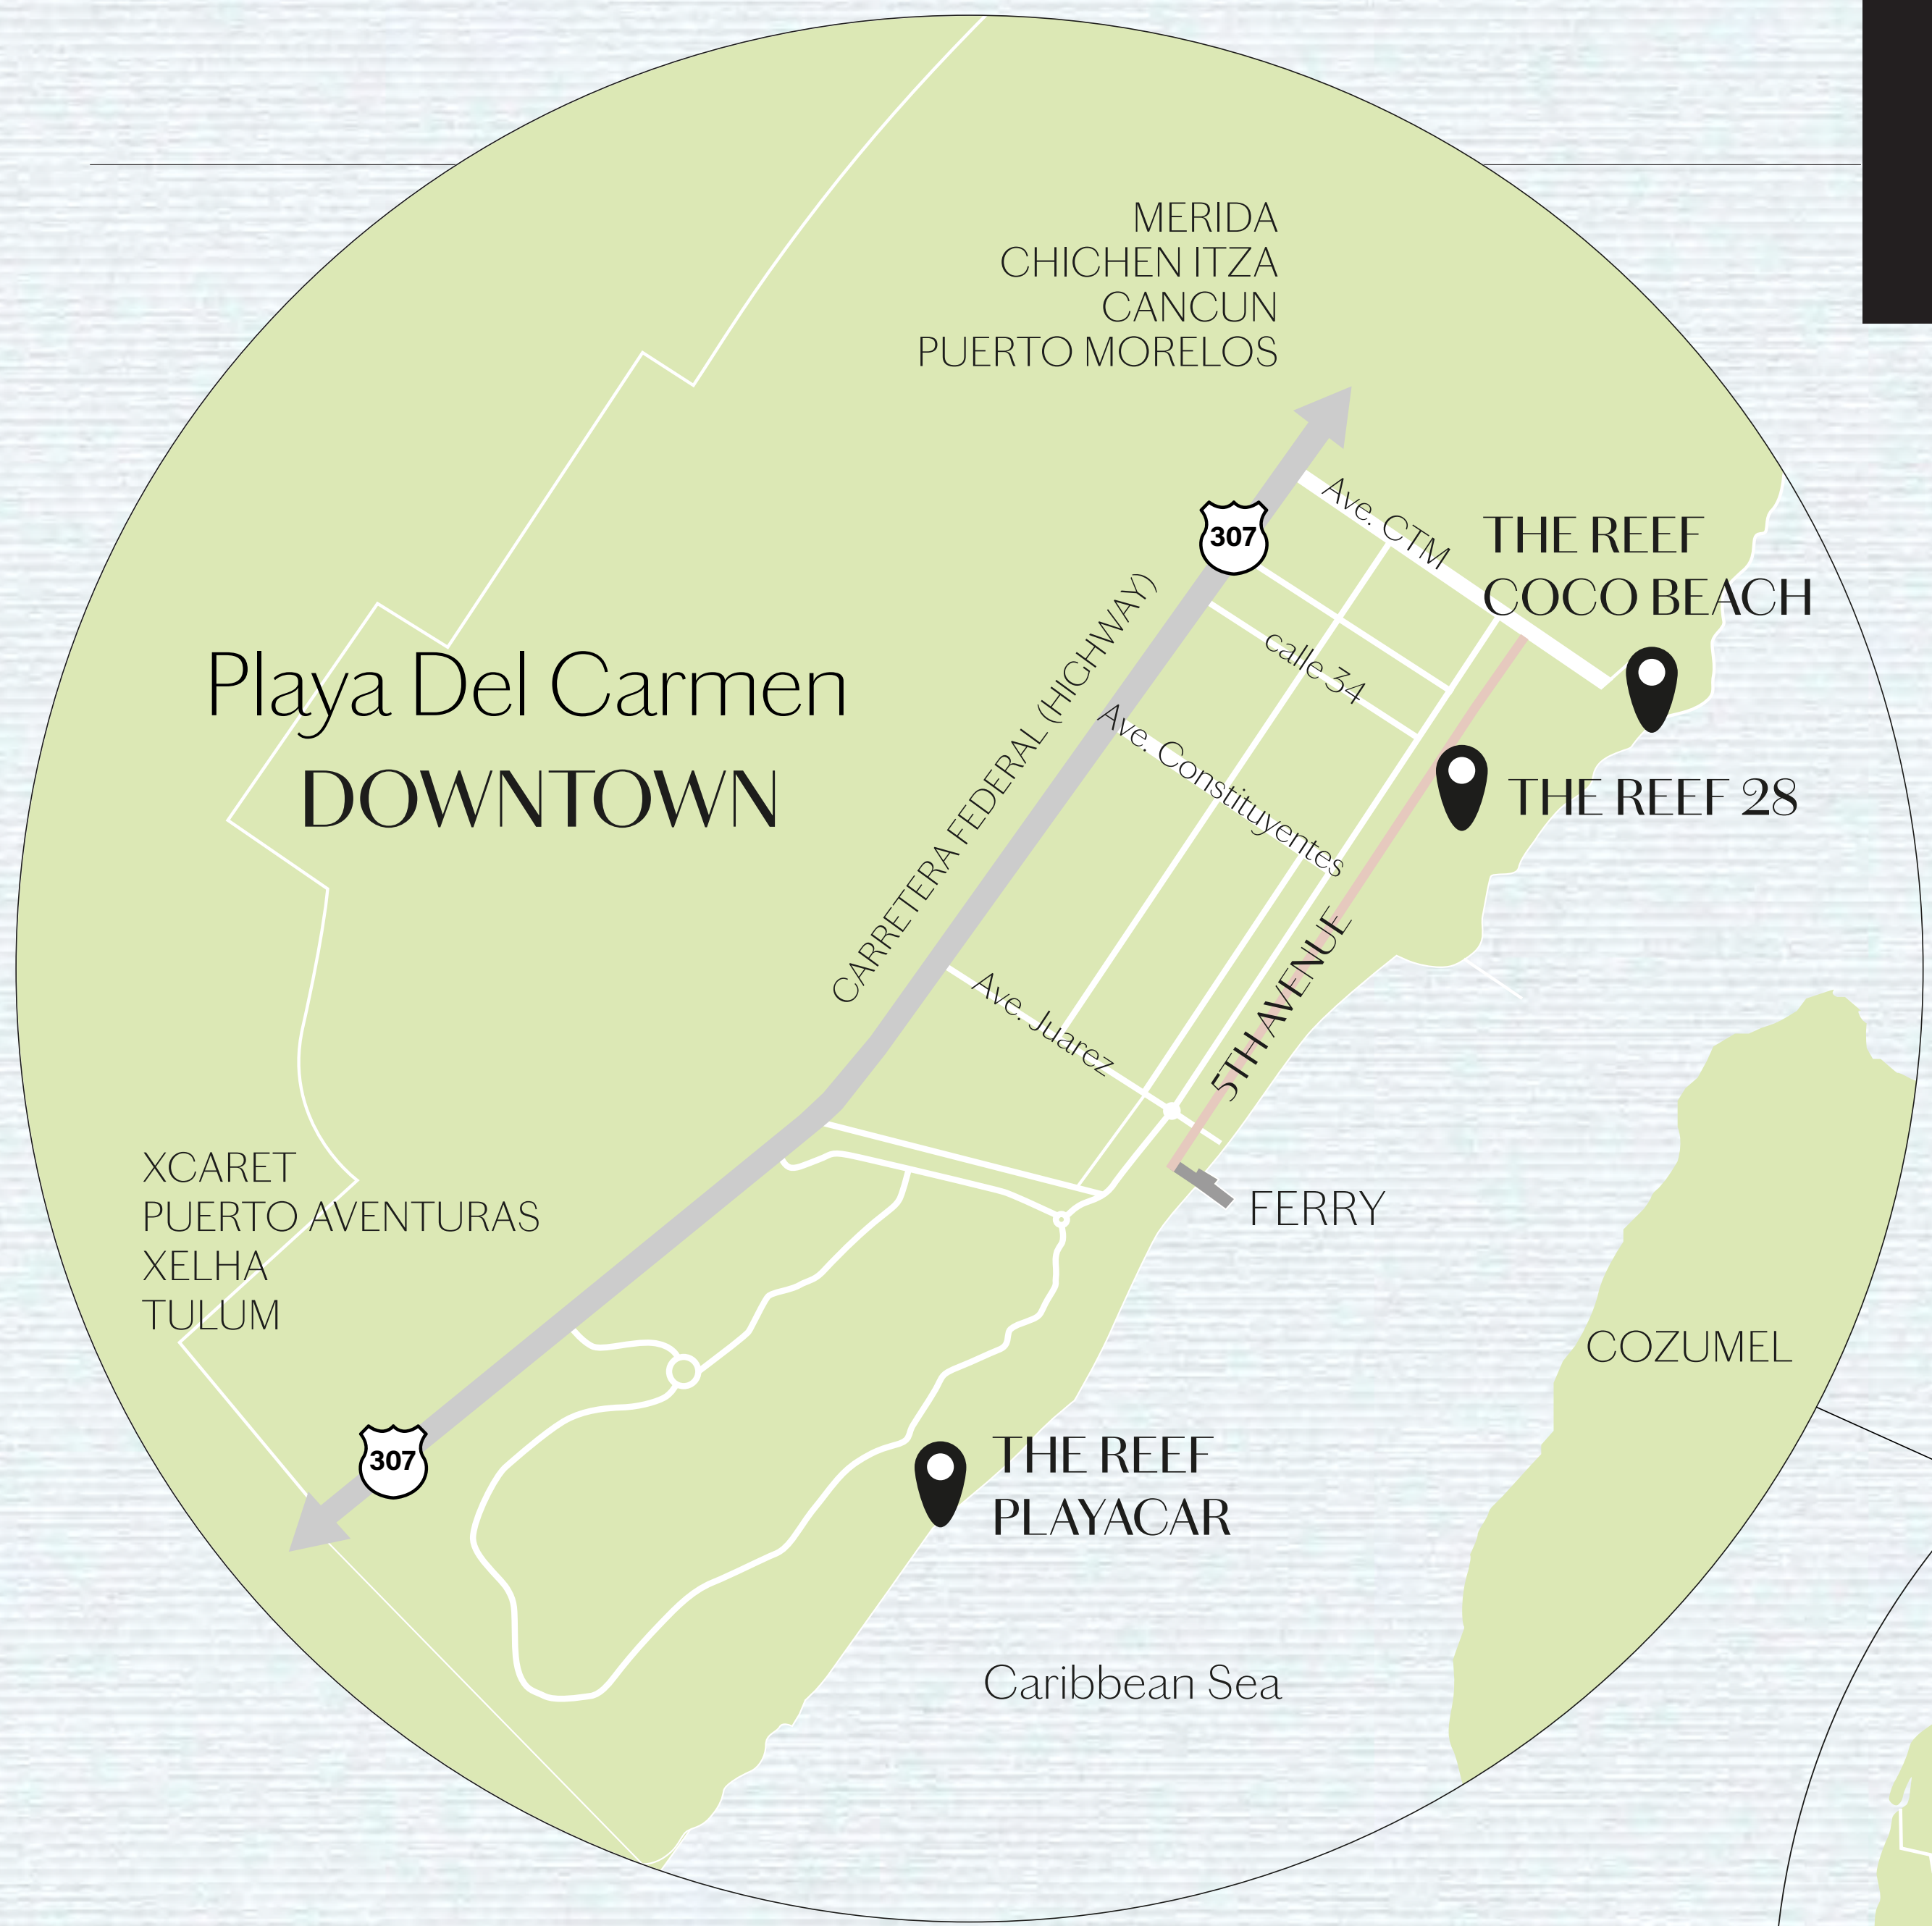 MERIDA
CHICHEN ITZA
CANCUN
PUERTO MORELOS
307
Ave. CTM
THE REEF
COCO BEACH
calle 34
Playa Del Carmen
DOWNTOWN
CARRETERA FEDERAL (HIGHWAY)
Ave. Constituyentes
THE REEF 28
5TH AVENUE
Ave. Juarez
XCARET
PUERTO AVENTURAS
XELHA
TULUM
FERRY
COZUMEL
307
THE REEF
PLAYACAR
Caribbean Sea